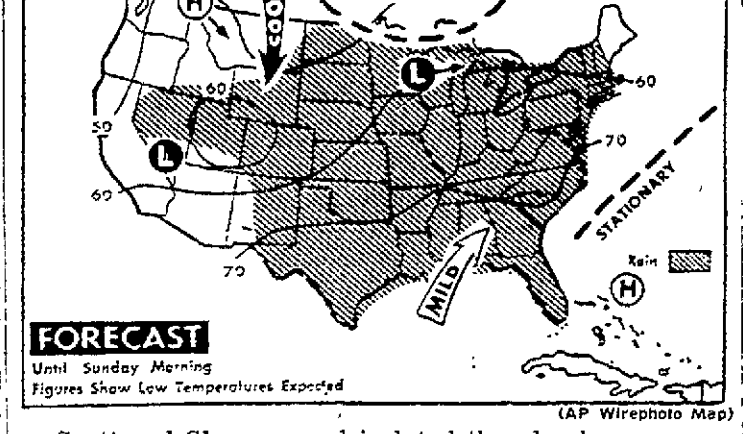 H
COOL
L
60
60
50
70
L
60
STATIONARY
Rain
H
70
MILD
FORECAST
Until Sunday Morning
Figures Show Low Temperatures Expected
(AP Wirephoto Map)